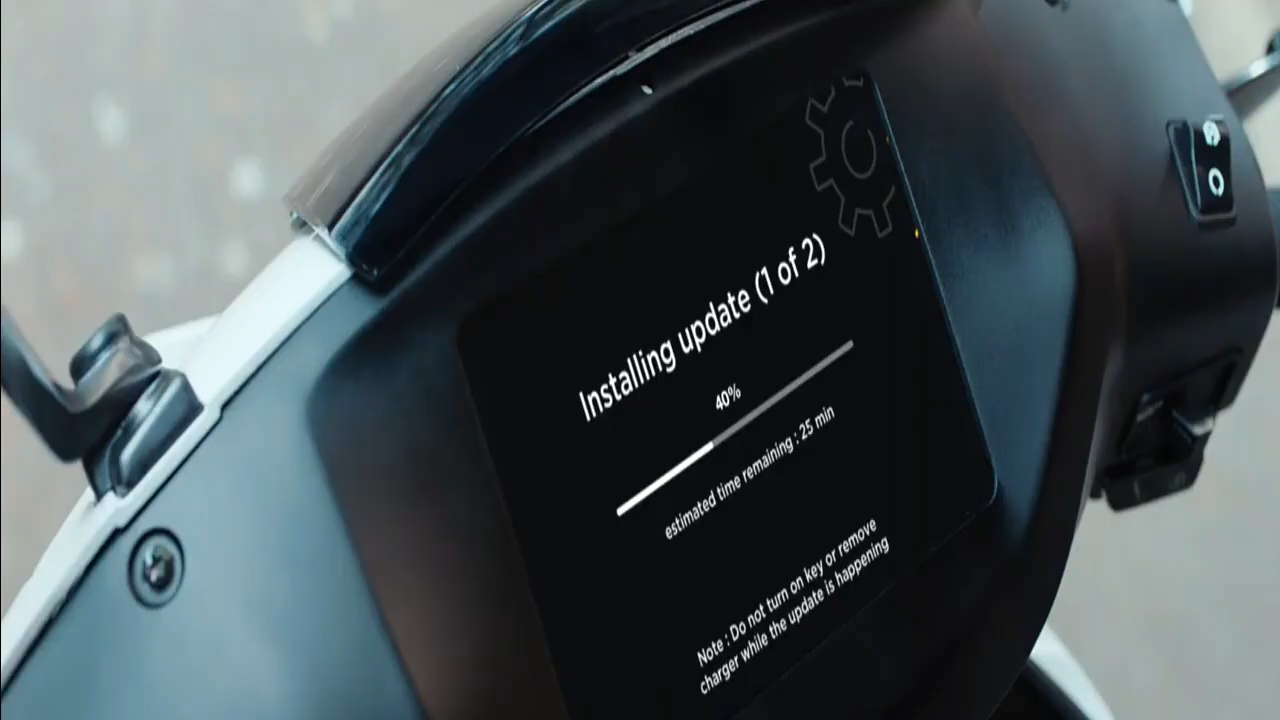 Installing update (1 of 2)
40%
estimated time remaining : 25 min
Note : Do not turn on key or remove
charger while the update is happening